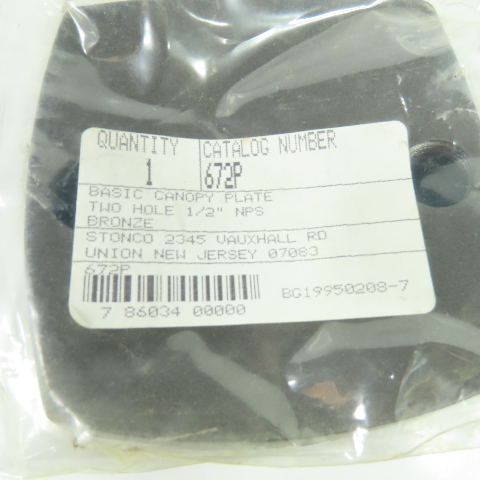 QUANTITY CATALOG NUMBER
1 672P
BASIC CANOPY PLATE
TWO HOLE 1/2" NPS
BRONZE
STONCO 2345 VAUXHALL RD
UNION NEW JERSEY 07083
672P
BG19950208-7
7 86034 00000